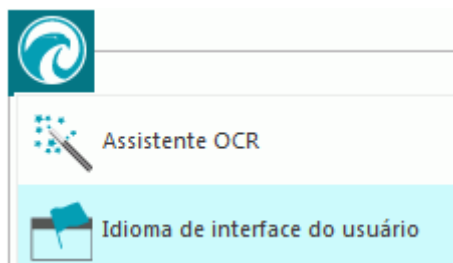 Assistente OCR
Idioma de interface do usuário